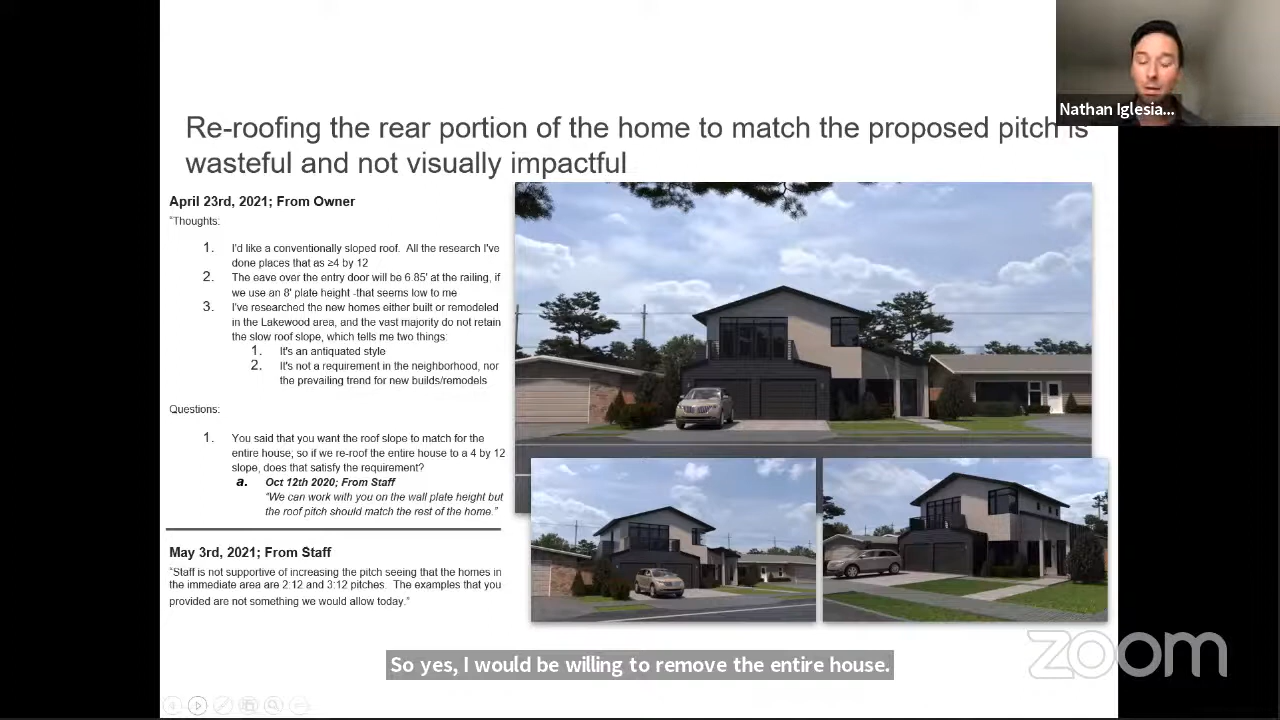 Nathan Iglesia...
Re-roofing the rear portion of the home to match the proposed pitch is
wasteful and not visually impactful
April 23rd, 2021; From Owner
“Thoughts:
1. I'd like a conventionally sloped roof. All the research I've
done places that as ≥4 by 12
2. The eave over the entry door will be 6.85' at the railing, if
we use an 8' plate height -that seems low to me
3. I've researched the new homes either built or remodeled
in the Lakewood area, and the vast majority do not retain
the slow roof slope, which tells me two things:
1. It's an antiquated style
2. It's not a requirement in the neighborhood, nor
the prevailing trend for new builds/remodels
Questions:
1. You said that you want the roof slope to match for the
entire house; so if we re-roof the entire house to a 4 by 12
slope, does that satisfy the requirement?
a. Oct 12th 2020; From Staff
“We can work with you on the wall plate height but
the roof pitch should match the rest of the home.”
May 3rd, 2021; From Staff
“Staff is not supportive of increasing the pitch seeing that the homes in
the immediate area are 2:12 and 3:12 pitches. The examples that you
provided are not something we would allow today.”
So yes, I would be willing to remove the entire house.
zoom